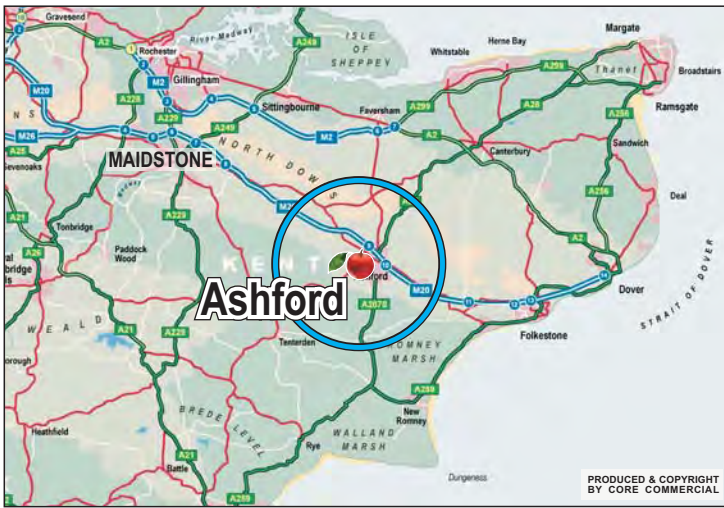 Gravesend
A2
River Medway
A249
ISLE
OF
SHEPPEY
Margate
Rochester
Whitstable
Herne Bay
Thanet
Broadstairs
M20
M2
Gillingham
A228
A299
A299
A28
Ramsgate
Sittingbourne
Faversham
A229
A249
M2
A2
A256
M26
MAIDSTONE
Canterbury
Sandwich
A25
Sevenoaks
NORTH DOWNS
Medway
A229
A256
Deal
A21
Tonbridge
M20
A2
A26
Paddock
Wood
KENT
Ashford
A2070
M20
Dover
STRAIT OF DOVER
Folkestone
WEALD
A21
A229
Tenterden
ROMNEY
MARSH
A259
BREDE LEVEL
New
Romney
Heathfield
A21
Rye
WALLAND
MARSH
Battle
A259
Dungeness
PRODUCED & COPYRIGHT
BY CORE COMMERCIAL